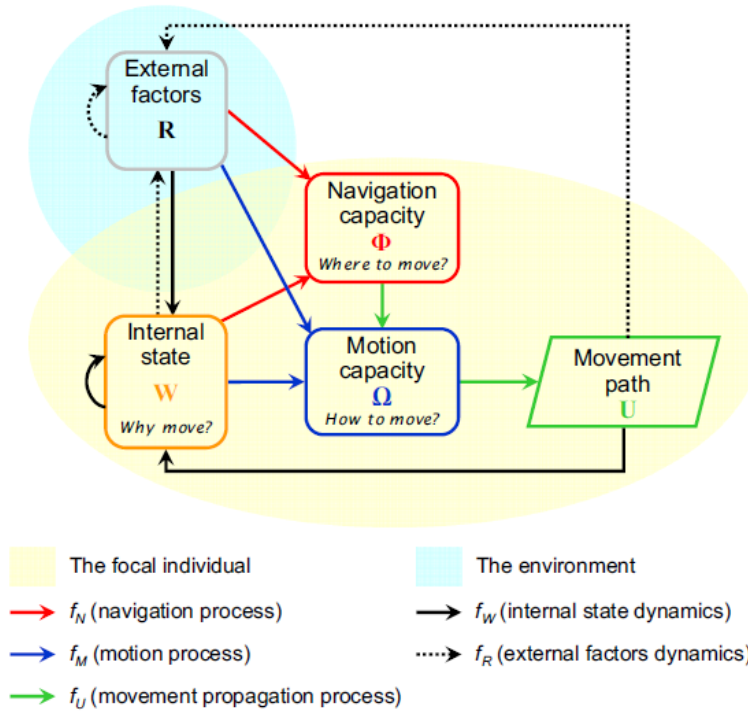 External
factors
R
Navigation
capacity
Φ
Where to move?
Internal
state
W
Why move?
Motion
capacity
Ω
How to move?
Movement
path
U
The focal individual
The environment
f_N (navigation process)
f_W (internal state dynamics)
f_M (motion process)
f_R (external factors dynamics)
f_U (movement propagation process)